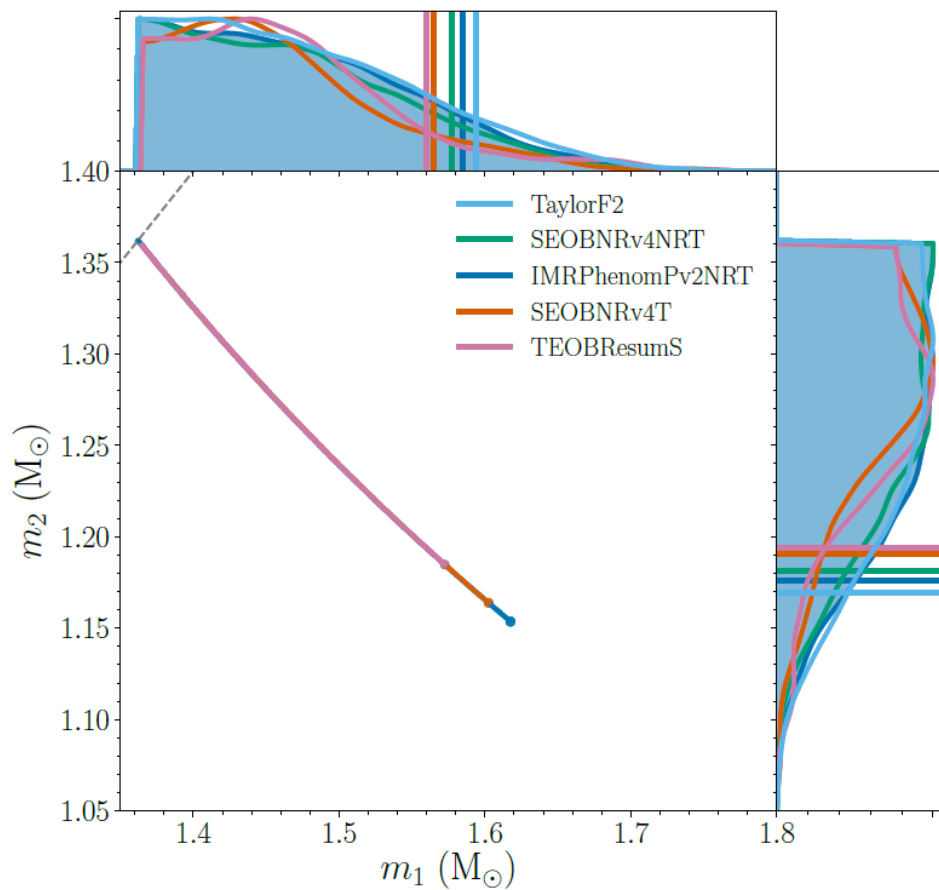 1.40
1.35
1.30
1.25
1.20
1.15
1.10
1.05
m₂ (M⊙)
TaylorF2
SEOBNRv4NRT
IMRPhenomPv2NRT
SEOBNRv4T
TEOBResumS
1.4 1.5 1.6 1.7 1.8
m₁ (M⊙)